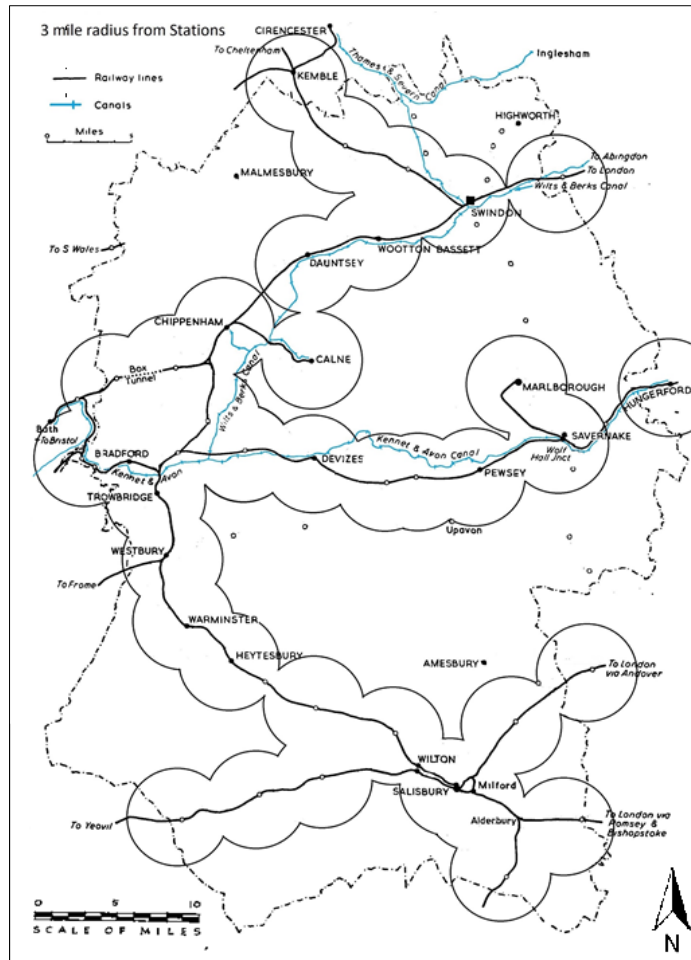 3 mile radius from Stations
CIRENCESTER
To Cheltenham
Inglesham
KEMBLE
Thames & Severn Canal
Railway lines
Canals
Miles
HIGHWORTH
MALMESBURY
To Abingdon
To London
Wilts & Berks Canal
SWINDON
To S Wales
WOOTTON BASSETT
DAUNTSEY
CHIPPENHAM
CALNE
Box
Tunnel
Wilts & Berks Canal
MARLBOROUGH
HUNGERFORD
Bath
To Bristol
BRADFORD
Kennet & Avon Canal
SAVERNAKE
Wolf
Hall Jnct
DEVIZES
Kennet & Avon
PEWSEY
TROWBRIDGE
Upavon
WESTBURY
To Frome
WARMINSTER
HEYTESBURY
AMESBURY
To London
via Andover
WILTON
Milford
SALISBURY
To Yeovil
Alderbury
To London via
Romsey &
Bishopstoke
0 5 10
SCALE OF MILES
N